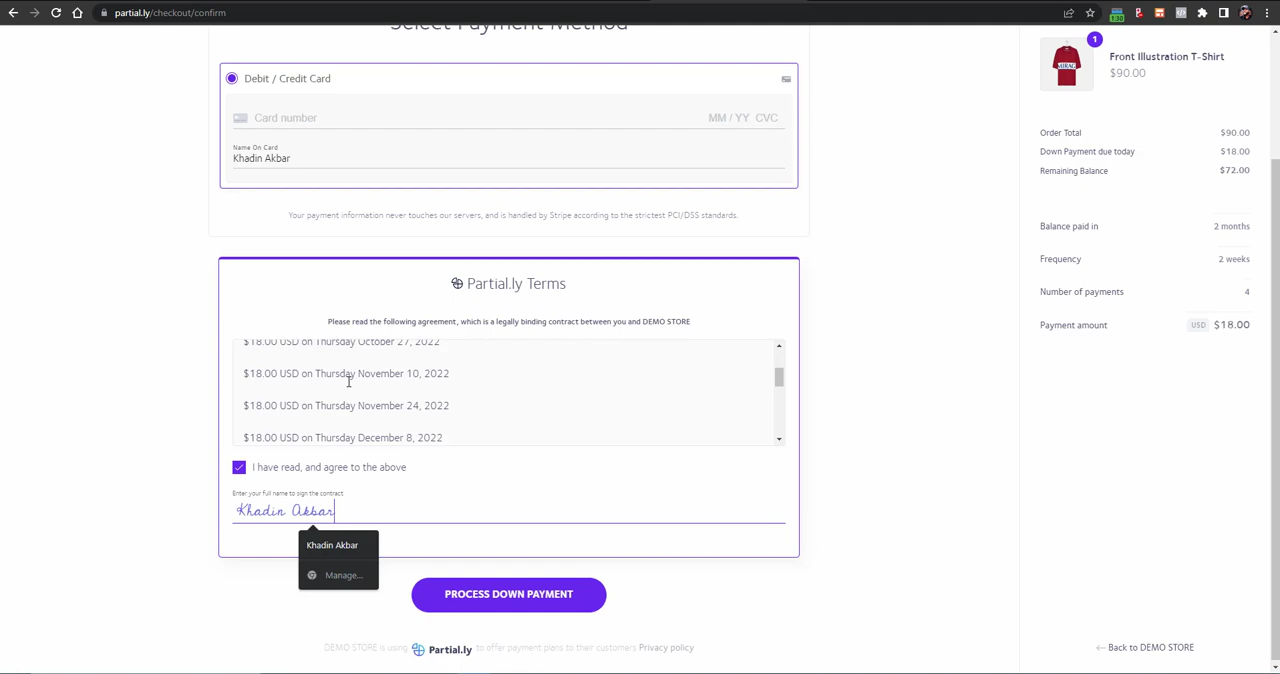 partial.ly/checkout/confirm
Select Payment Method
Debit / Credit Card
Card number MM / YY CVC
Name On Card
Khadin Akbar
Your payment information never touches our servers, and is handled by Stripe according to the strictest PCI/DSS standards.
Partial.ly Terms
Please read the following agreement, which is a legally binding contract between you and DEMO STORE
$18.00 USD on Thursday October 27, 2022
$18.00 USD on Thursday November 10, 2022
$18.00 USD on Thursday November 24, 2022
$18.00 USD on Thursday December 8, 2022
I have read, and agree to the above
Enter your full name to sign the contract
Khadin Akbar
Khadin Akbar
Manage...
PROCESS DOWN PAYMENT
DEMO STORE is using Partial.ly to offer payment plans to their customers Privacy policy
1
Front Illustration T-Shirt
$90.00
Order Total $90.00
Down Payment due today $18.00
Remaining Balance $72.00
Balance paid in 2 months
Frequency 2 weeks
Number of payments 4
Payment amount USD $18.00
← Back to DEMO STORE